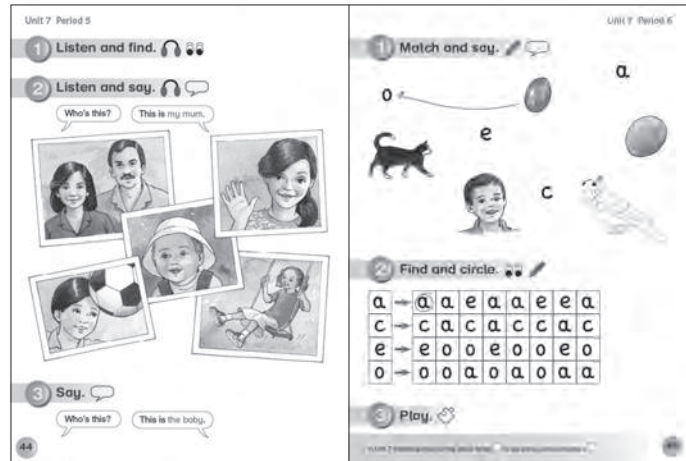 Unit 7 Period 5
1 Listen and find.
2 Listen and say.
Who's this? This is my mum.
3 Say.
Who's this? This is the baby.
44
Unit 7 Period 6
1 Match and say.
a
o
e
c
2 Find and circle.
a → a a e a a e e a
c → c a c a c c a c
e → e o o e o o e o
o → o o a o a o a a
3 Play.